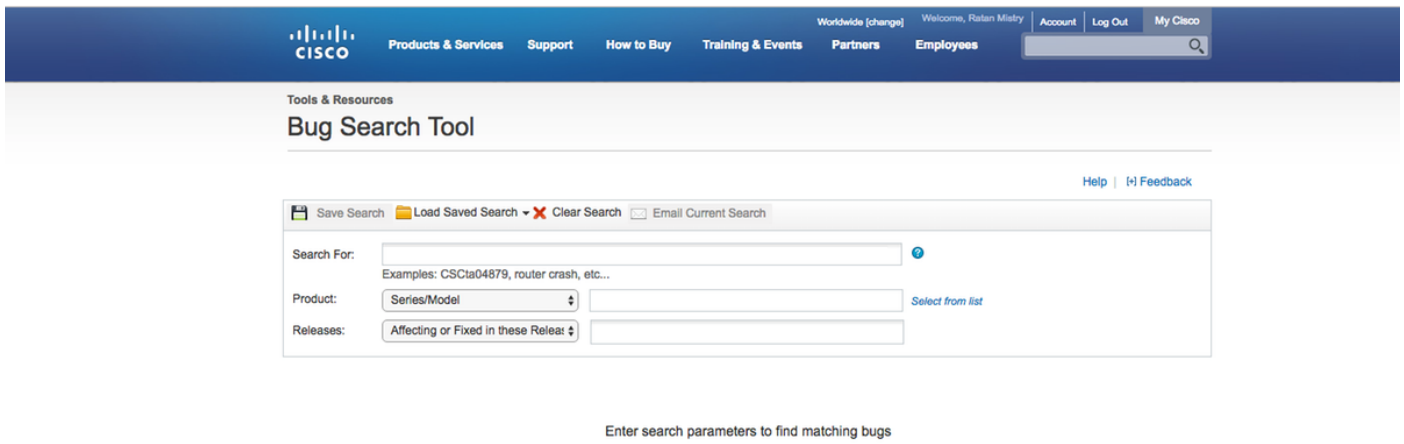 Worldwide [change] Welcome, Ratan Mistry Account Log Out My Cisco
CISCO Products & Services Support How to Buy Training & Events Partners Employees
Tools & Resources
Bug Search Tool
Help | [+] Feedback
Save Search Load Saved Search Clear Search Email Current Search
Search For: ?
Examples: CSCta04879, router crash, etc...
Product: Series/Model Select from list
Releases: Affecting or Fixed in these Releas
Enter search parameters to find matching bugs